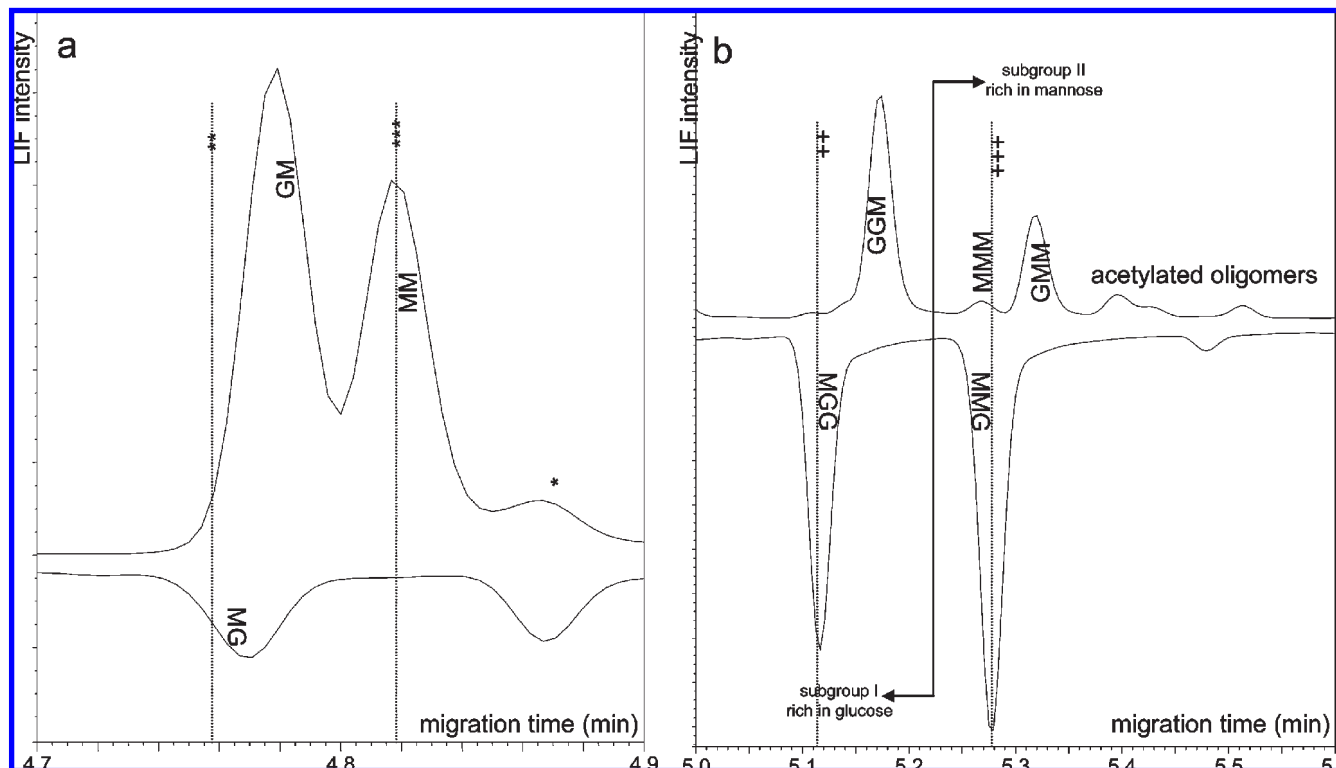 a
LIF intensity
**
GM
***
MM
*
MG
migration time (min)
4.7
4.8
4.9
b
LIF intensity
subgroup II
rich in mannose
++
+++
GGM
MMM
GMM
acetylated oligomers
MGG
MMG
subgroup I
rich in glucose
migration time (min)
5.0
5.1
5.2
5.3
5.4
5.5